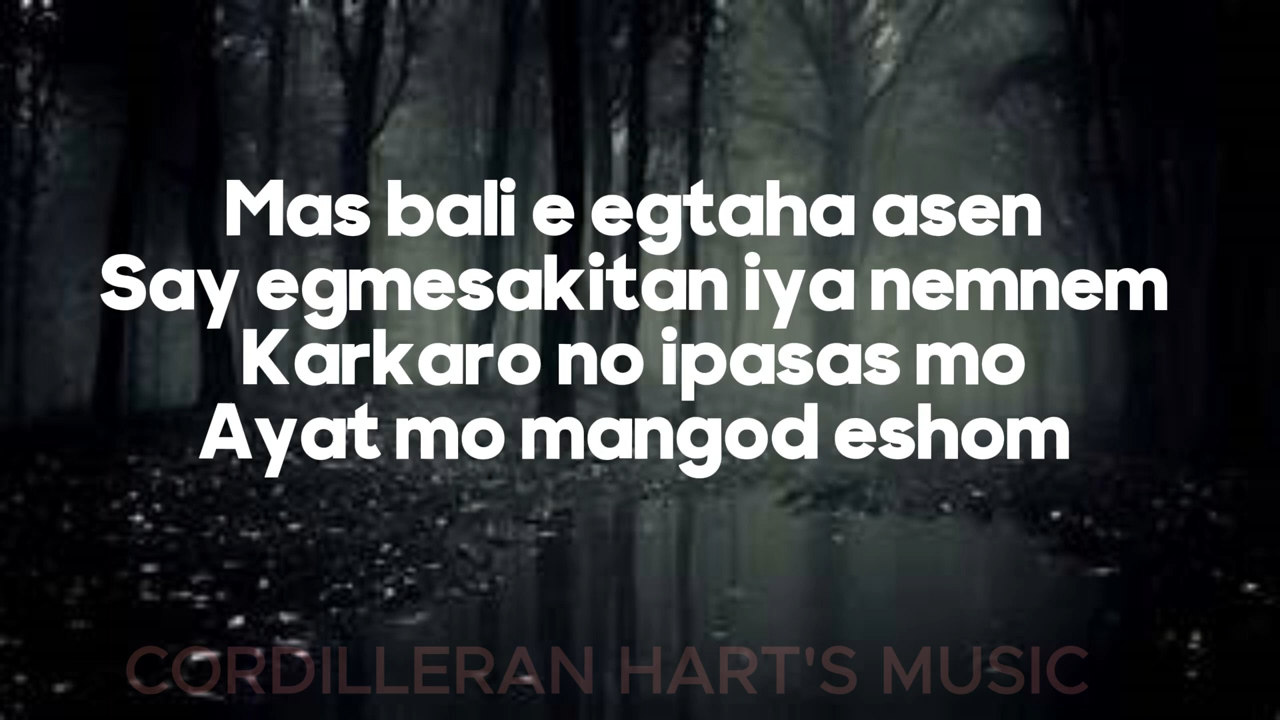 Mas bali e egtaha asen
Say egmesakitan iya nemnem
Karkaro no ipasas mo
Ayat mo mangod eshom
CORDILLERAN HART'S MUSIC